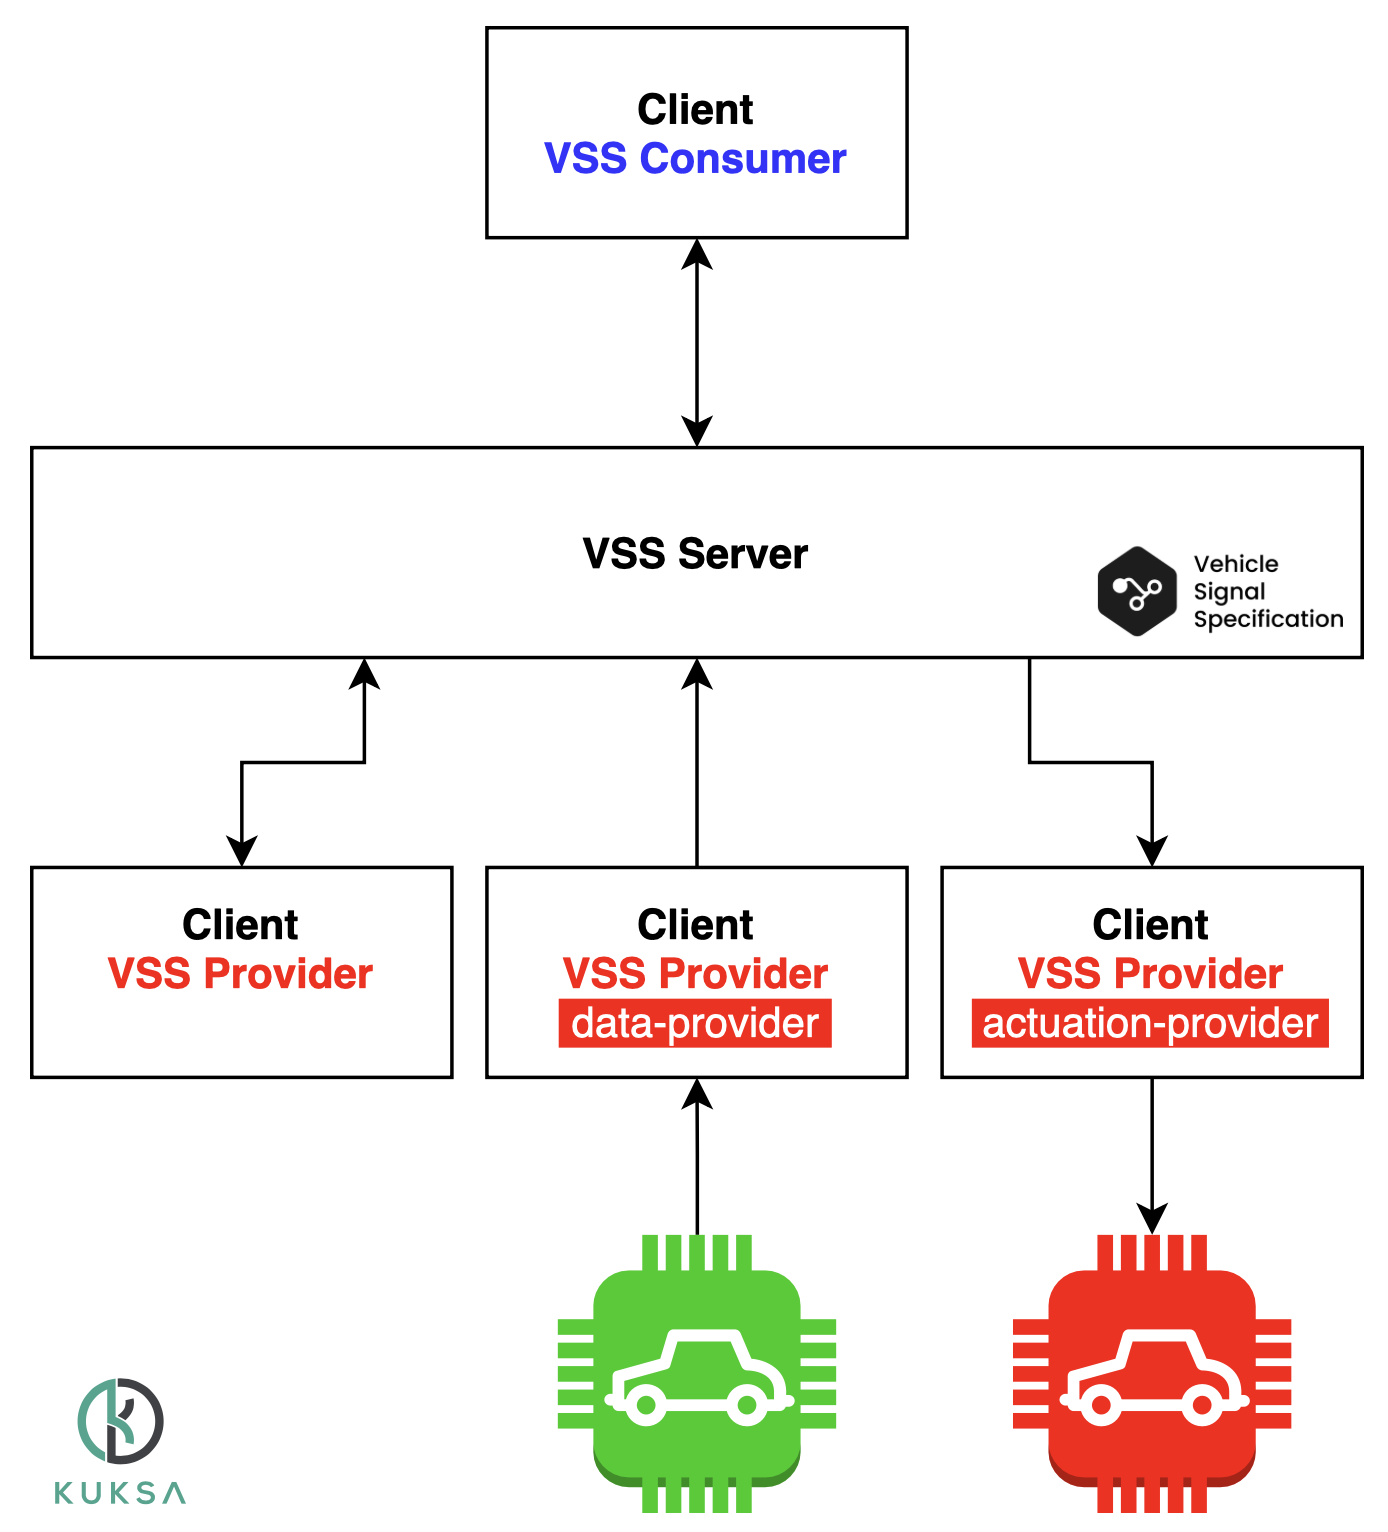 Client
VSS Consumer
VSS Server
Vehicle
Signal
Specification
Client
VSS Provider
Client
VSS Provider
data-provider
Client
VSS Provider
actuation-provider
KUKSA